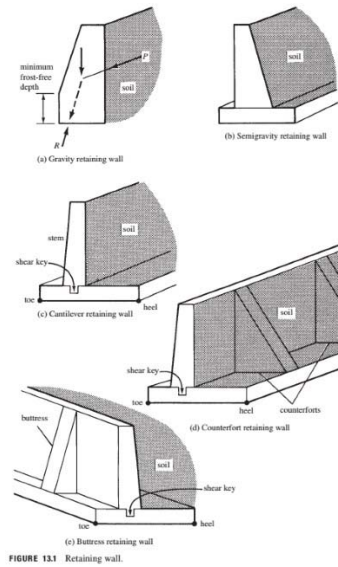 minimum
frost-free
depth
P
soil
R
(a) Gravity retaining wall
soil
(b) Semigravity retaining wall
stem
soil
shear key
toe
heel
(c) Cantilever retaining wall
soil
shear key
toe
heel
counterforts
(d) Counterfort retaining wall
buttress
soil
shear key
toe
heel
(e) Buttress retaining wall
FIGURE 13.1 Retaining wall.